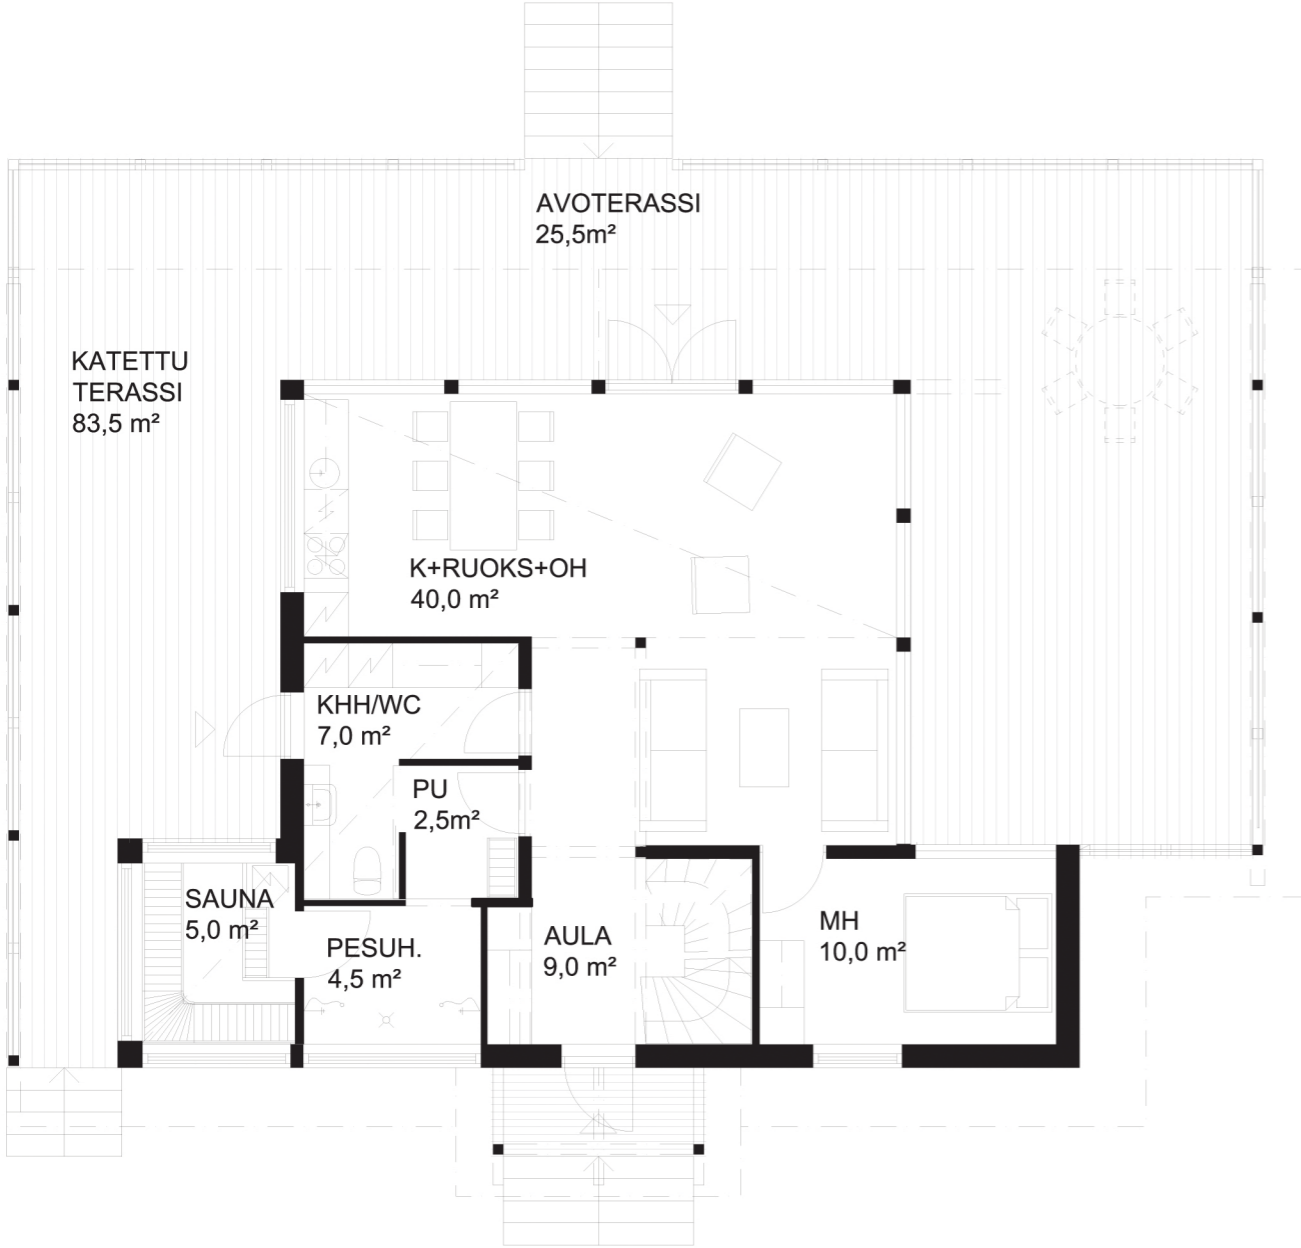 AVOTERASSI
25,5m²
KATETTU
TERASSI
83,5 m²
K+RUOKS+OH
40,0 m²
KHH/WC
7,0 m²
PU
2,5m²
SAUNA
5,0 m²
PESUH.
4,5 m²
AULA
9,0 m²
MH
10,0 m²